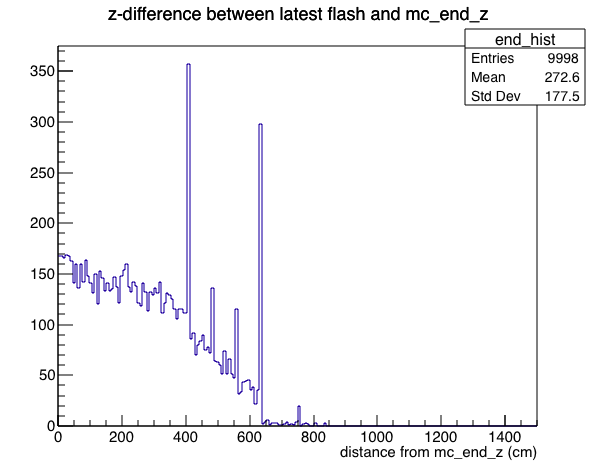 z-difference between latest flash and mc_end_z
end_hist
Entries 9998
Mean 272.6
Std Dev 177.5
350
300
250
200
150
100
50
0
0 200 400 600 800 1000 1200 1400
distance from mc_end_z (cm)